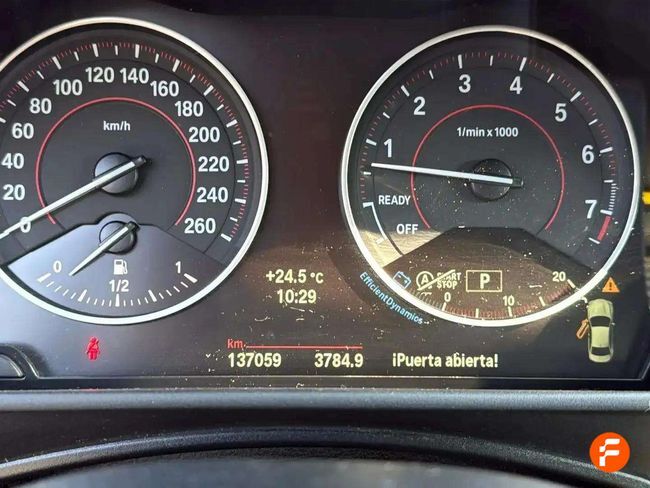 0 20 40 60 80 100 120 140 160 180 200 220 240 260
km/h
0 1/2 1
1 2 3 4 5 6 7
1/min x 1000
READY
OFF
+24.5 °C
10:29
EfficientDynamics
A START STOP
P
0 10 20
km
137059 3784.9 ¡Puerta abierta!